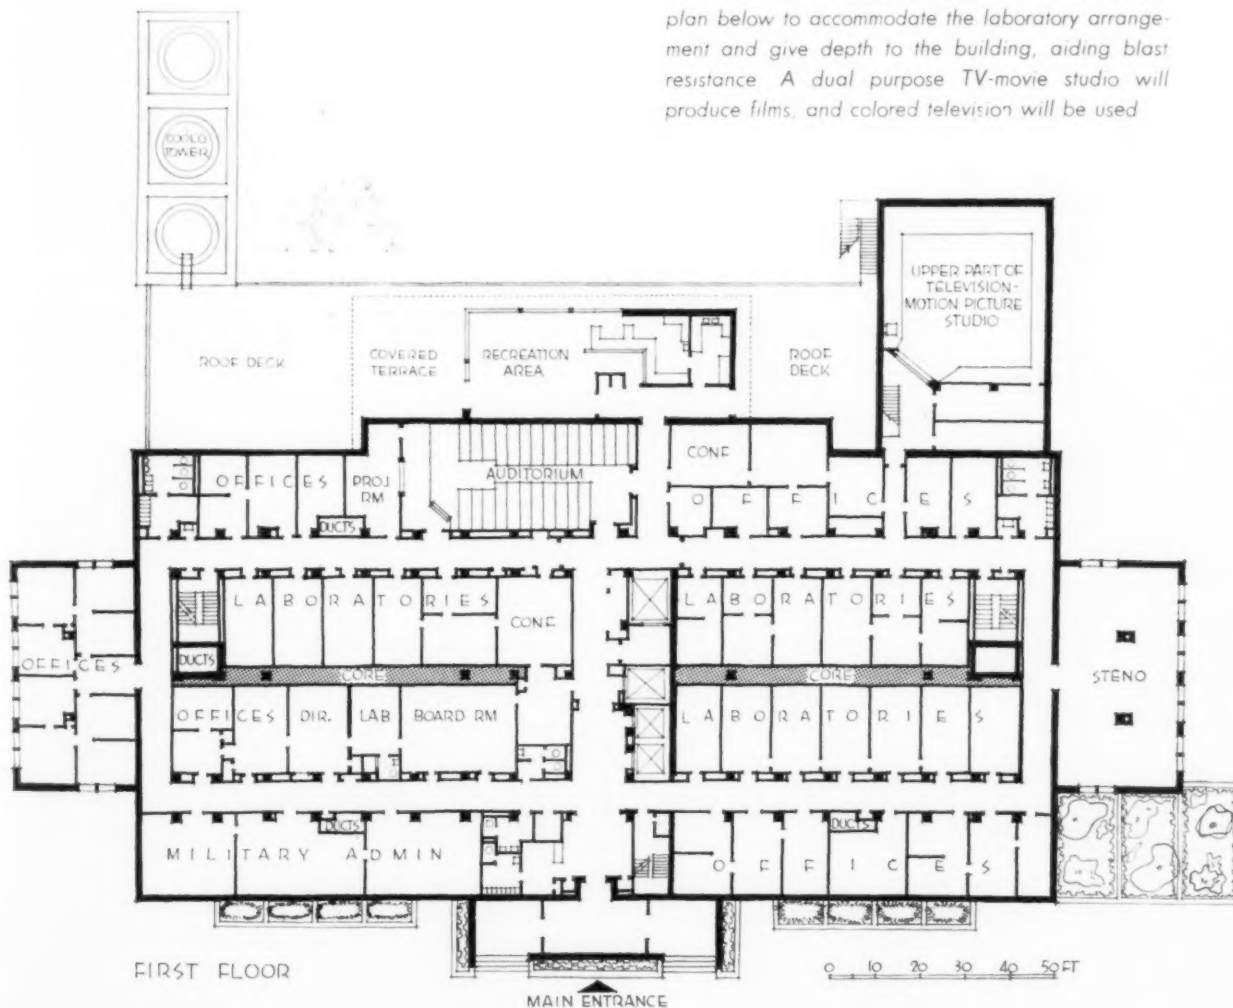 plan below to accommodate the laboratory arrange-
ment and give depth to the building, aiding blast
resistance A dual purpose TV-movie studio will
produce films, and colored television will be used
COOL'G
TOWER
UPPER PART OF
TELEVISION-
MOTION PICTURE
STUDIO
ROOF DECK
COVERED
TERRACE
RECREATION
AREA
ROOF
DECK
OFFICES
PROJ
RM
AUDITORIUM
CONF
OFFICES
DUCTS
LABORATORIES
CONF
LABORATORIES
OFFICES
DUCTS
CORE
CORE
STENO
OFFICES
DIR.
LAB
BOARD RM
LABORATORIES
DUCTS
DUCTS
MILITARY ADMIN
OFFICES
FIRST FLOOR
0 10 20 30 40 50 FT
MAIN ENTRANCE